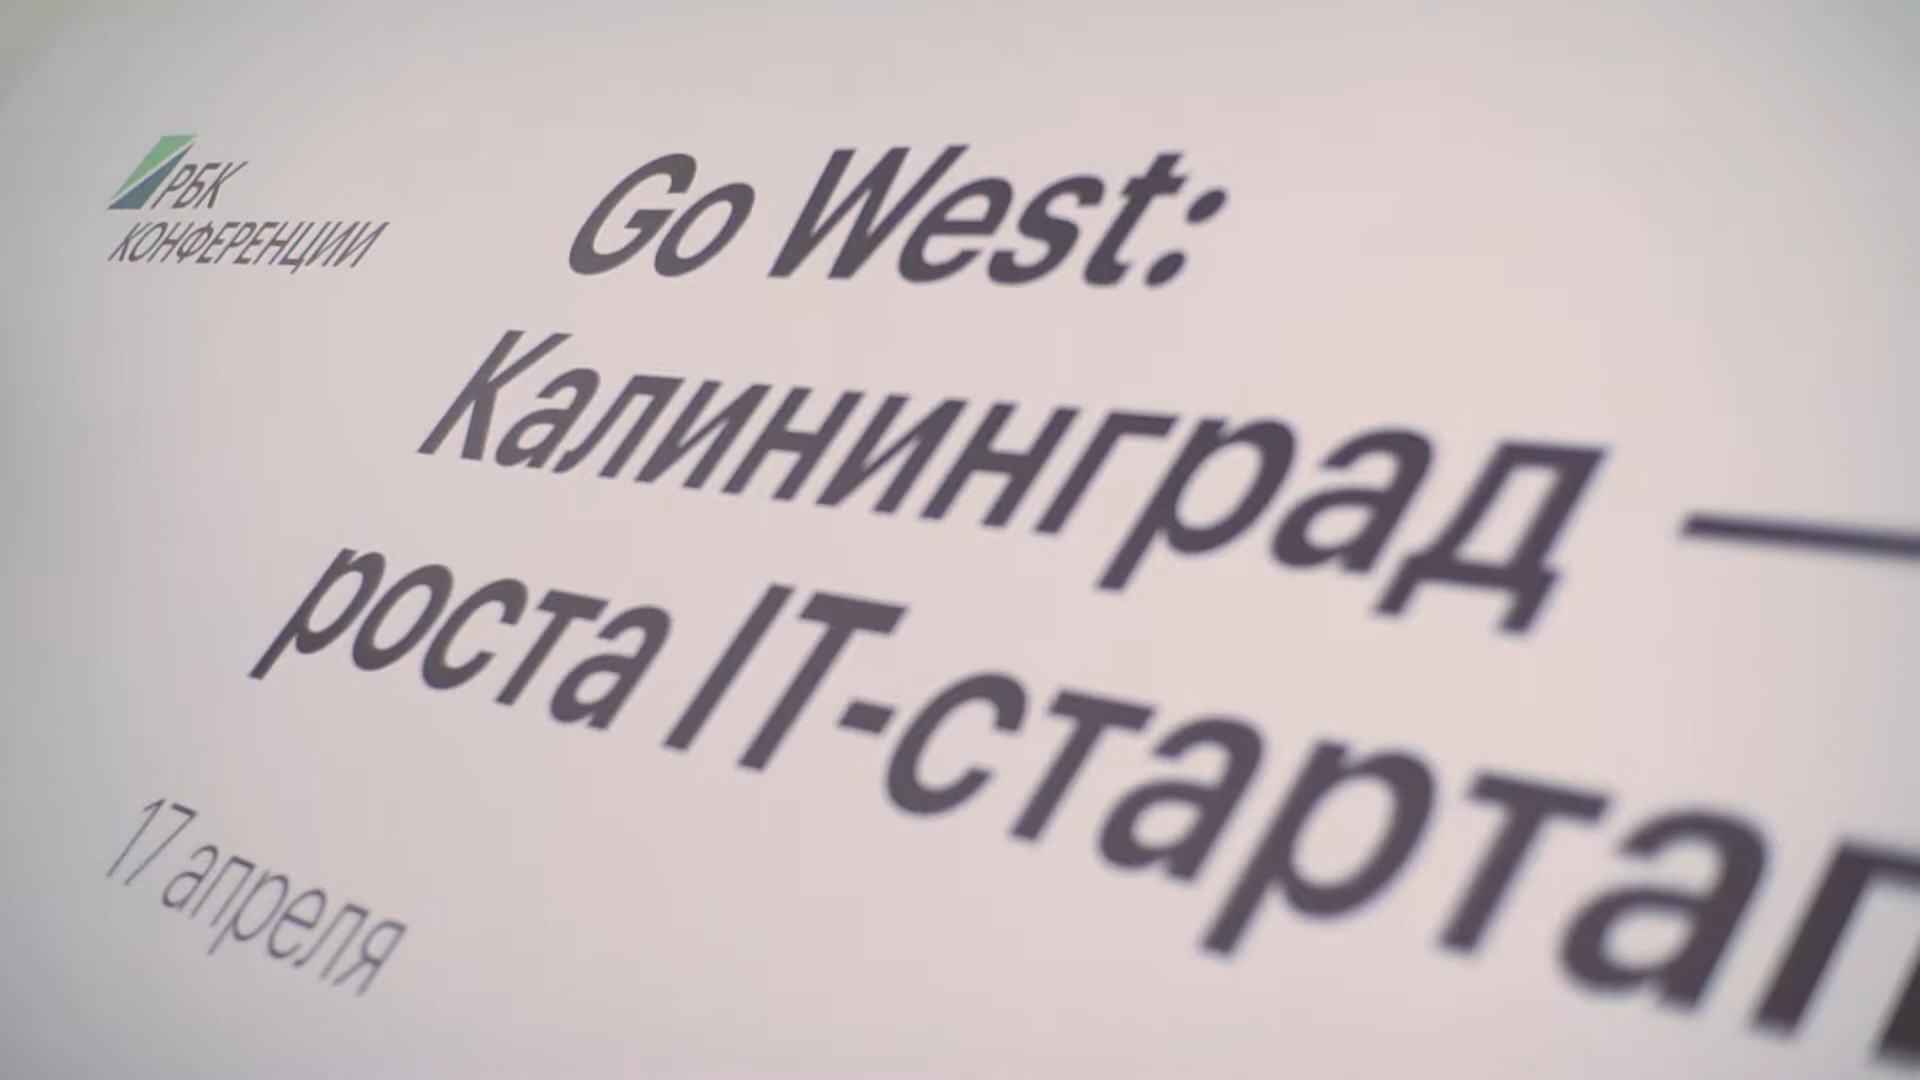 РБК
КОНФЕРЕНЦИИ
Go West:
Калининград —
роста IT-стартап
17 апреля